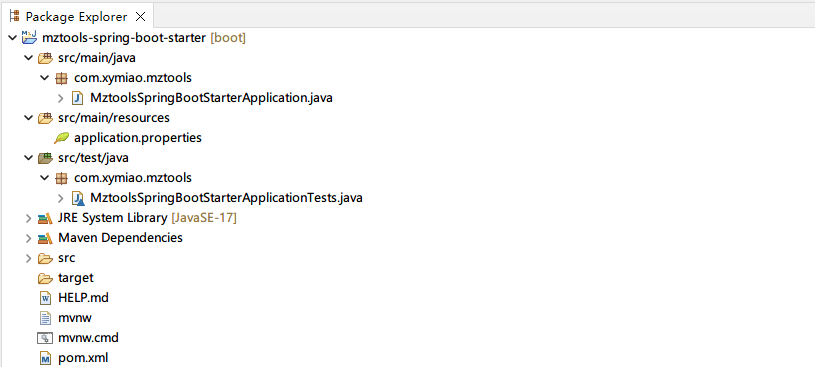 Package Explorer
mztools-spring-boot-starter [boot]
src/main/java
com.xymiao.mztools
MztoolsSpringBootStarterApplication.java
src/main/resources
application.properties
src/test/java
com.xymiao.mztools
MztoolsSpringBootStarterApplicationTests.java
JRE System Library [JavaSE-17]
Maven Dependencies
src
target
HELP.md
mvnw
mvnw.cmd
pom.xml